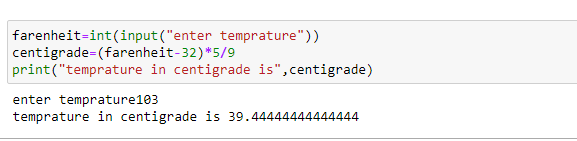 farenheit=int(input("enter temprature"))
centigrade=(farenheit-32)*5/9
print("temprature in centigrade is",centigrade)
enter temprature103
temprature in centigrade is 39.44444444444444